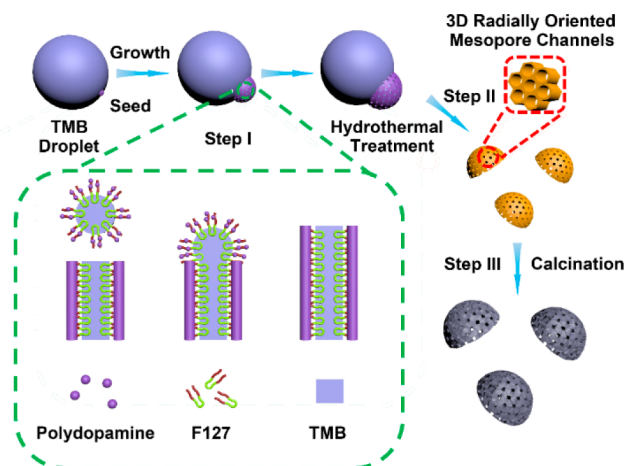 3D Radially Oriented
Mesopore Channels
Growth
Seed
TMB
Droplet
Step I
Hydrothermal
Treatment
Step II
Step III
Calcination
Polydopamine
F127
TMB